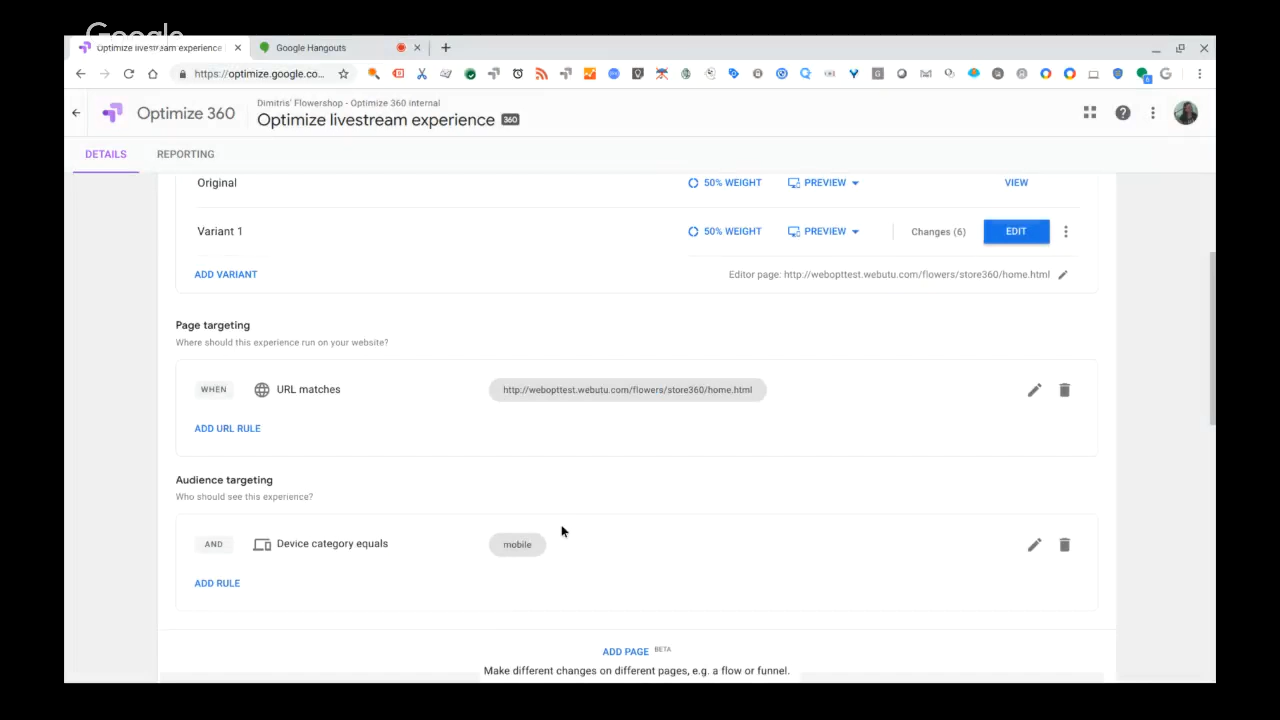 Google
Optimize livestream experience
Google Hangouts
https://optimize.google.co...
Optimize 360
Dimitris' Flowershop - Optimize 360 internal
Optimize livestream experience 360
DETAILS REPORTING
Original 50% WEIGHT PREVIEW VIEW
Variant 1 50% WEIGHT PREVIEW Changes (6) EDIT
ADD VARIANT Editor page: http://webopttest.webutu.com/flowers/store360/home.html
Page targeting
Where should this experience run on your website?
WHEN URL matches http://webopttest.webutu.com/flowers/store360/home.html
ADD URL RULE
Audience targeting
Who should see this experience?
AND Device category equals mobile
ADD RULE
ADD PAGE BETA
Make different changes on different pages, e.g. a flow or funnel.